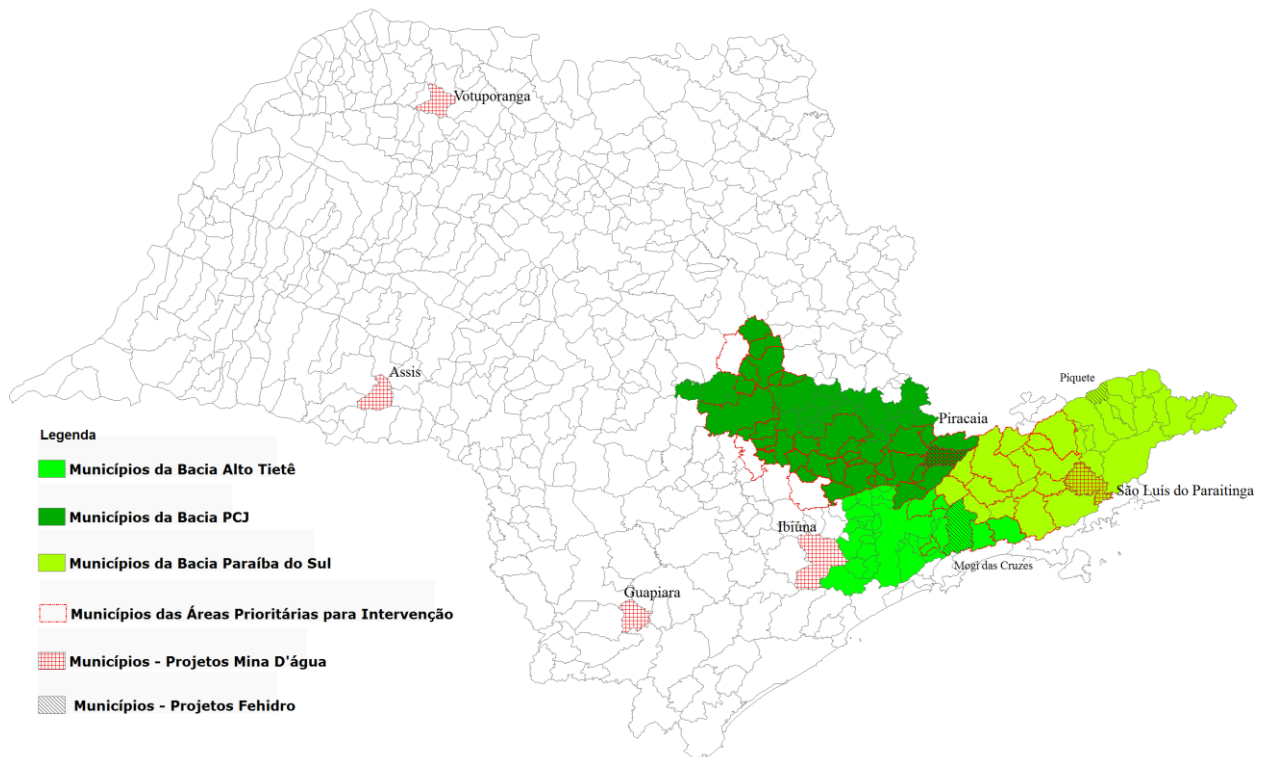 Votuporanga
Assis
Piquete
Piracaia
São Luis do Paraitinga
Ibiúna
Mogi das Cruzes
Guapiara
Legenda
Municípios da Bacia Alto Tietê
Municípios da Bacia PCJ
Municípios da Bacia Paraíba do Sul
Municípios das Áreas Prioritárias para Intervenção
Municípios - Projetos Mina D'água
Municípios - Projetos Fehidro